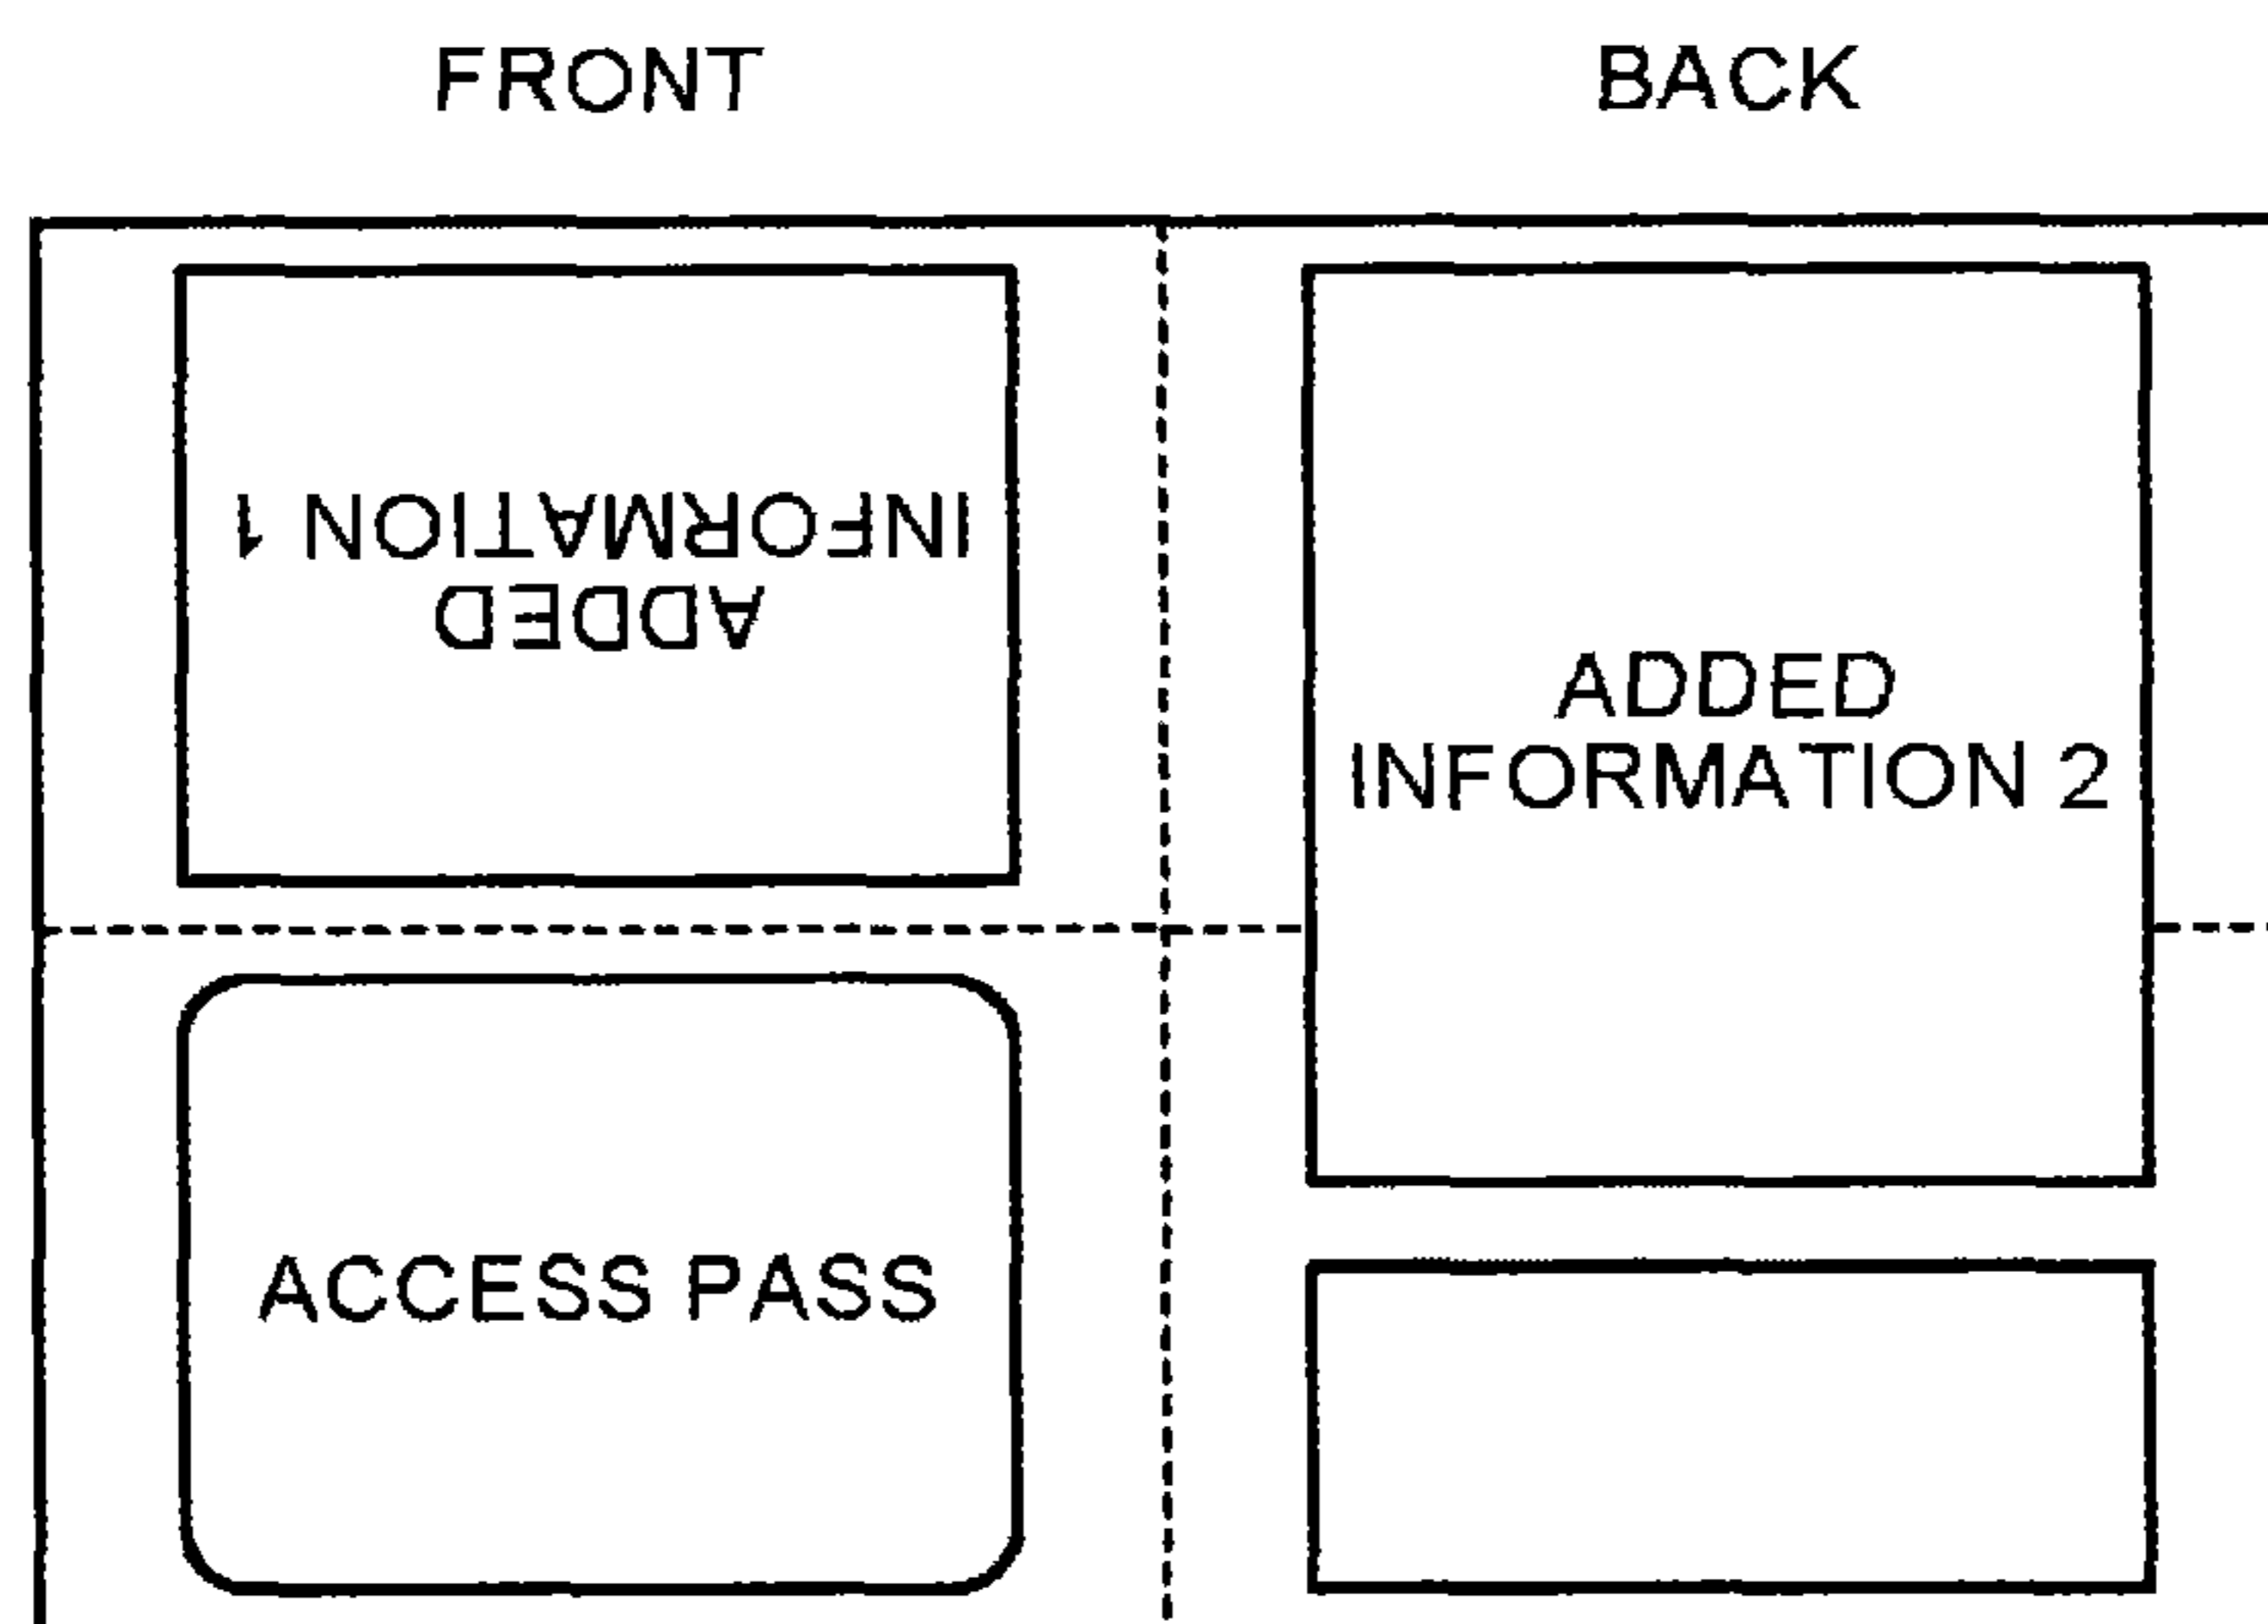 FRONT
BACK
ADDED
INFORMATION 1
ADDED
INFORMATION 2
ACCESS PASS